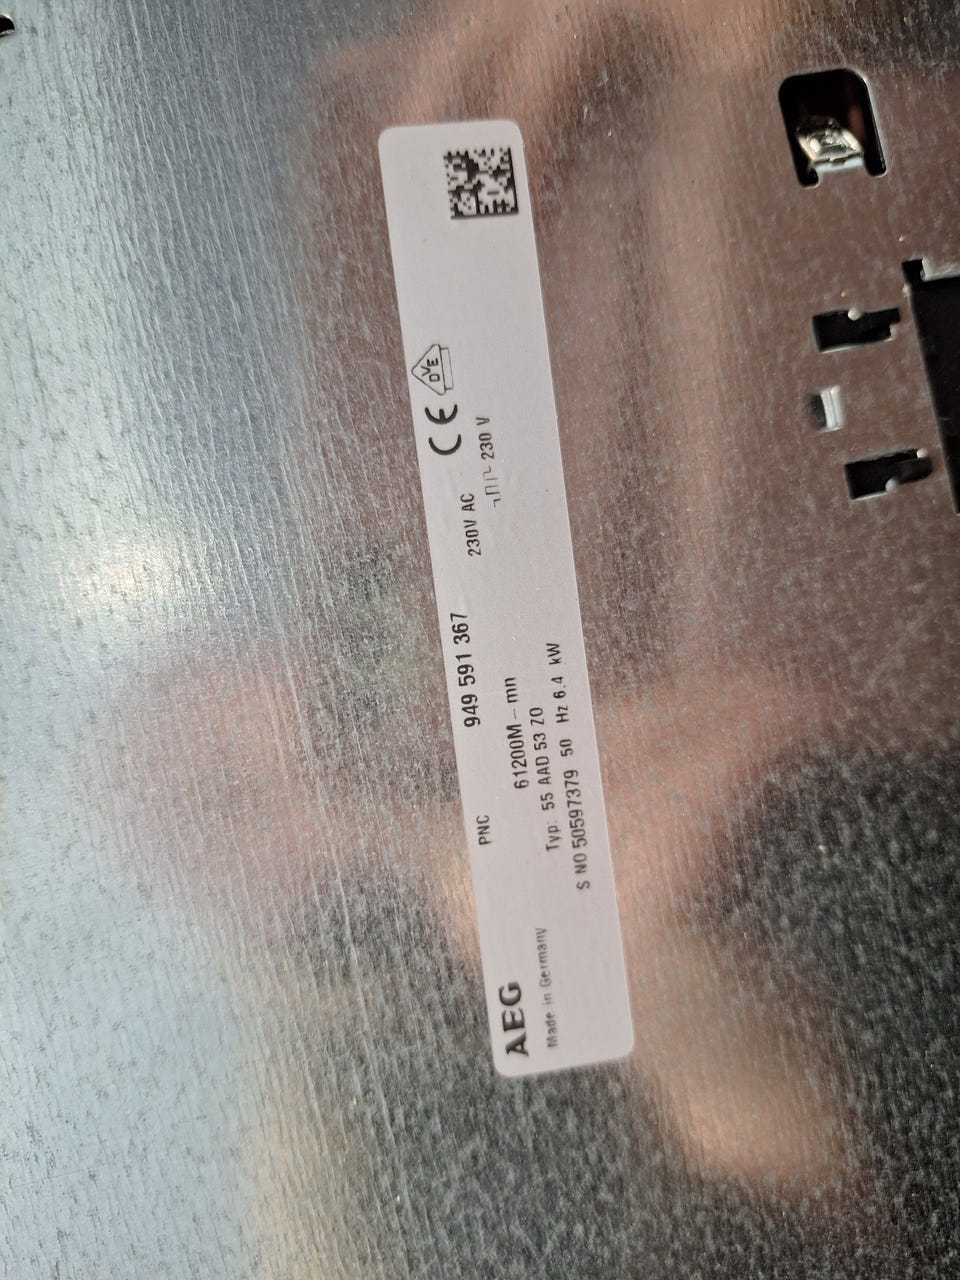 AEG
Made in Germany
PNC 949 591 367
61200M - mn
Typ: 55 AAD 53 ZO
S NO 50597379 50 Hz 6.4 kW
230V AC
230 V
CE
DVE